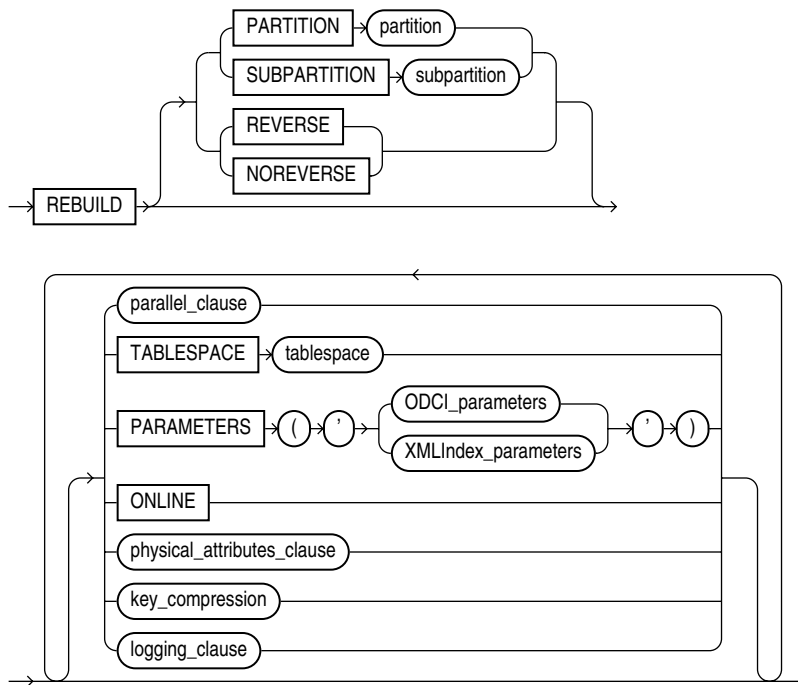 PARTITION partition
SUBPARTITION subpartition
REVERSE
NOREVERSE
REBUILD
parallel_clause
TABLESPACE tablespace
ODCI_parameters
PARAMETERS ( ' ' )
XMLIndex_parameters
ONLINE
physical_attributes_clause
key_compression
logging_clause